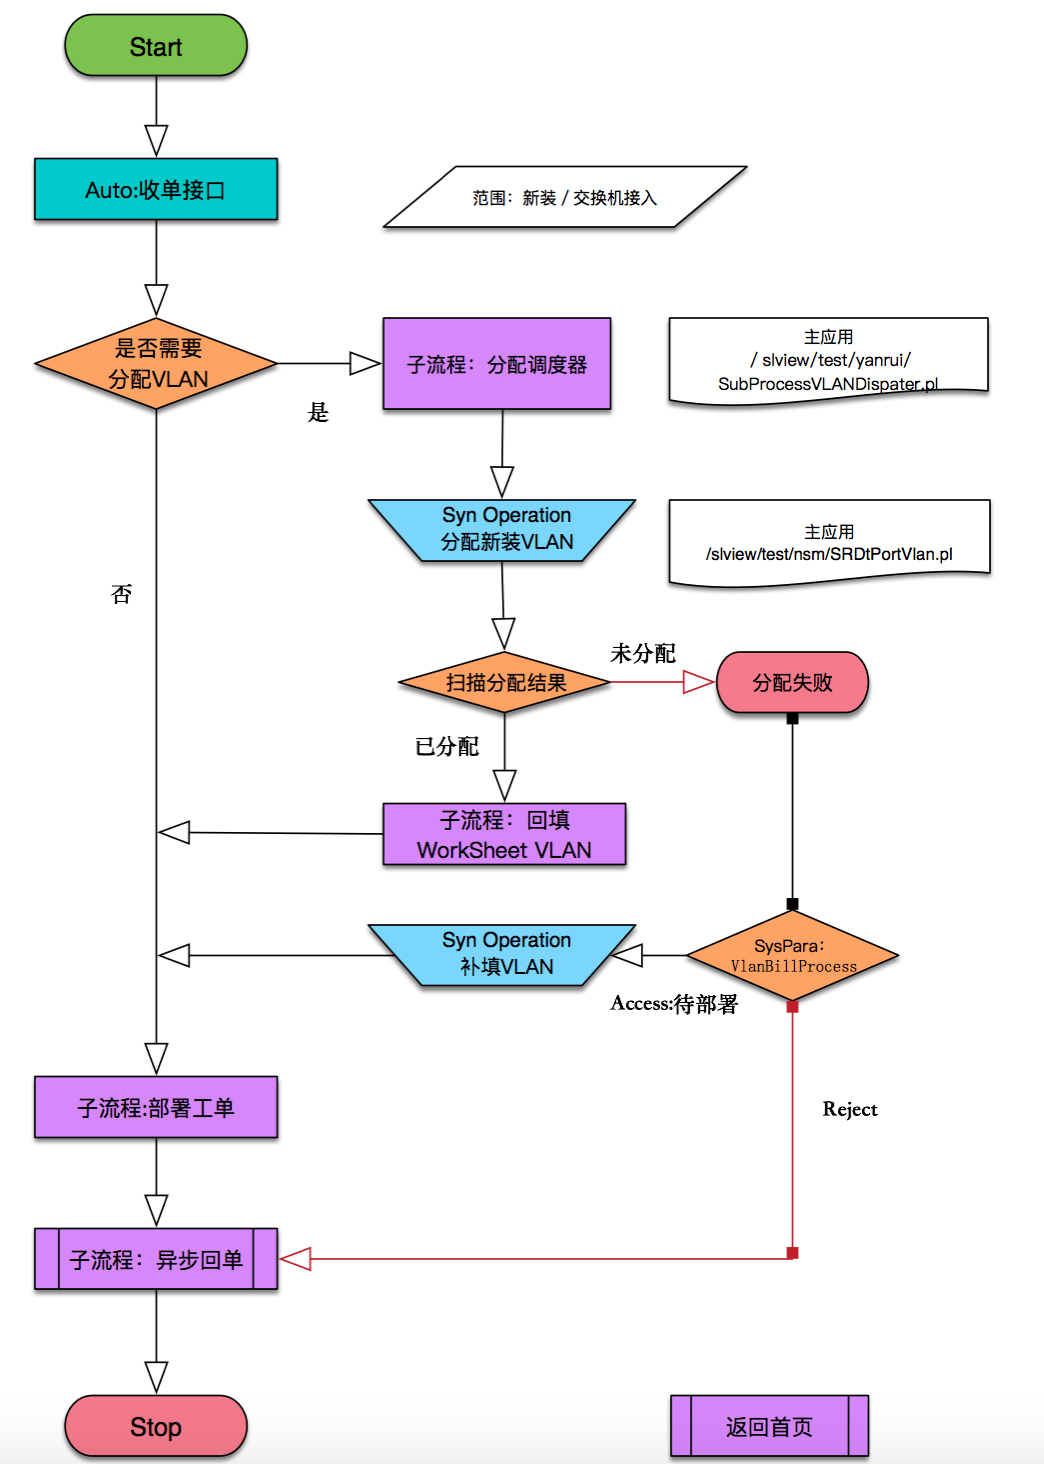 Start
Auto:收单接口
范围：新装 / 交换机接入
是否需要
分配VLAN
是
子流程：分配调度器
主应用
/ slview/test/yanrui/
SubProcessVLANDispater.pl
Syn Operation
分配新装VLAN
主应用
/slview/test/nsm/SRDtPortVlan.pl
否
扫描分配结果
未分配
分配失败
已分配
子流程：回填
WorkSheet VLAN
Syn Operation
补填VLAN
SysPara：
VlanBillProcess
Access:待部署
子流程:部署工单
Reject
子流程：异步回单
Stop
返回首页